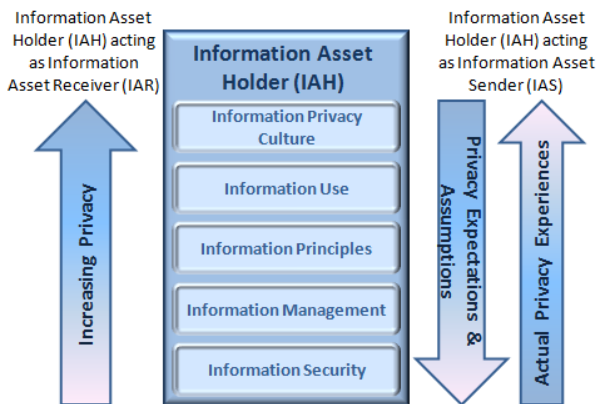 Information Asset
Holder (IAH) acting
as Information
Asset Receiver (IAR)
Increasing Privacy
Information Asset
Holder (IAH)
Information Privacy
Culture
Information Use
Information Principles
Information Management
Information Security
Information Asset
Holder (IAH) acting
as Information Asset
Sender (IAS)
Privacy Expectations &
Assumptions
Actual Privacy Experiences